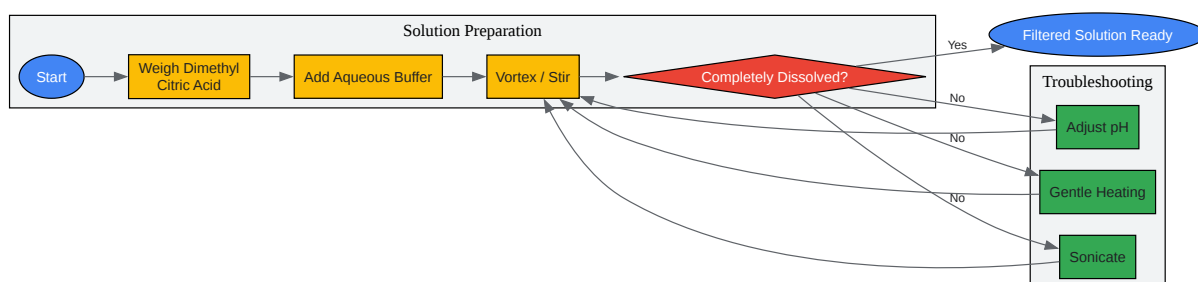 Solution Preparation
Start
Weigh Dimethyl
Citric Acid
Add Aqueous Buffer
Vortex / Stir
Completely Dissolved?
Yes
Filtered Solution Ready
Troubleshooting
No
Adjust pH
No
Gentle Heating
No
Sonicate